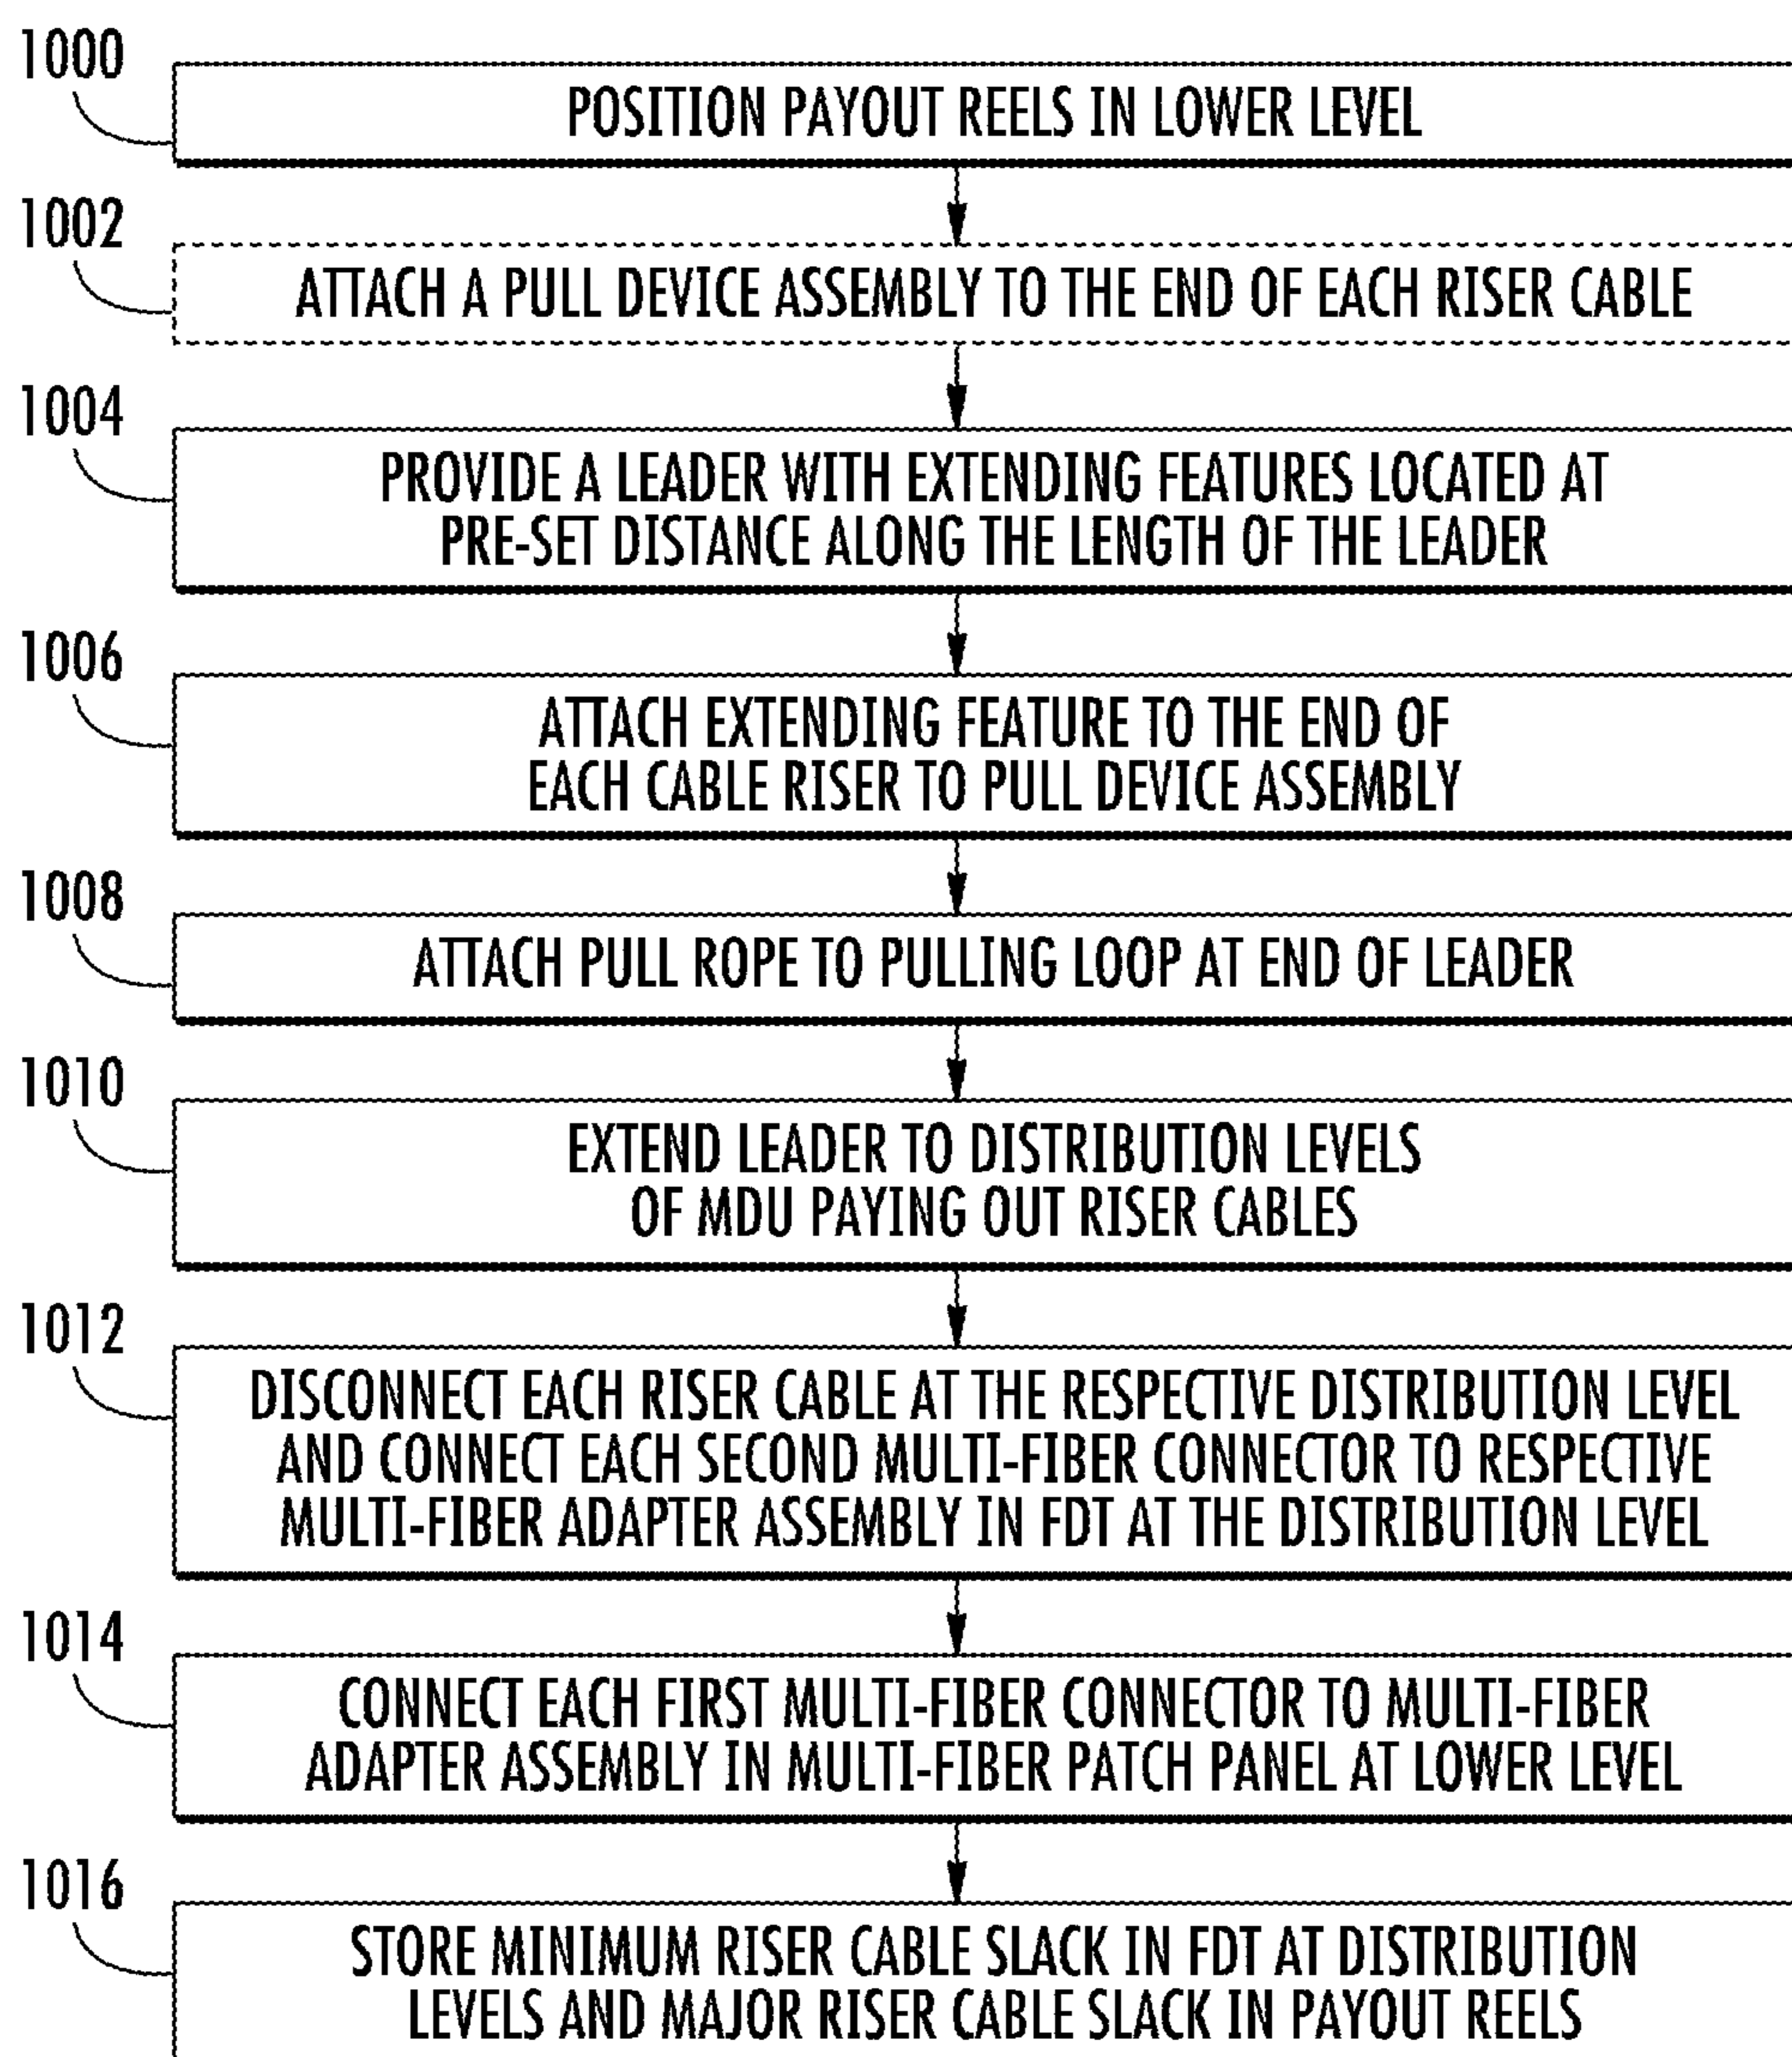 1000
POSITION PAYOUT REELS IN LOWER LEVEL
1002
ATTACH A PULL DEVICE ASSEMBLY TO THE END OF EACH RISER CABLE
1004
PROVIDE A LEADER WITH EXTENDING FEATURES LOCATED AT
PRE-SET DISTANCE ALONG THE LENGTH OF THE LEADER
1006
ATTACH EXTENDING FEATURE TO THE END OF
EACH CABLE RISER TO PULL DEVICE ASSEMBLY
1008
ATTACH PULL ROPE TO PULLING LOOP AT END OF LEADER
1010
EXTEND LEADER TO DISTRIBUTION LEVELS
OF MDU PAYING OUT RISER CABLES
1012
DISCONNECT EACH RISER CABLE AT THE RESPECTIVE DISTRIBUTION LEVEL
AND CONNECT EACH SECOND MULTI-FIBER CONNECTOR TO RESPECTIVE
MULTI-FIBER ADAPTER ASSEMBLY IN FDT AT THE DISTRIBUTION LEVEL
1014
CONNECT EACH FIRST MULTI-FIBER CONNECTOR TO MULTI-FIBER
ADAPTER ASSEMBLY IN MULTI-FIBER PATCH PANEL AT LOWER LEVEL
1016
STORE MINIMUM RISER CABLE SLACK IN FDT AT DISTRIBUTION
LEVELS AND MAJOR RISER CABLE SLACK IN PAYOUT REELS